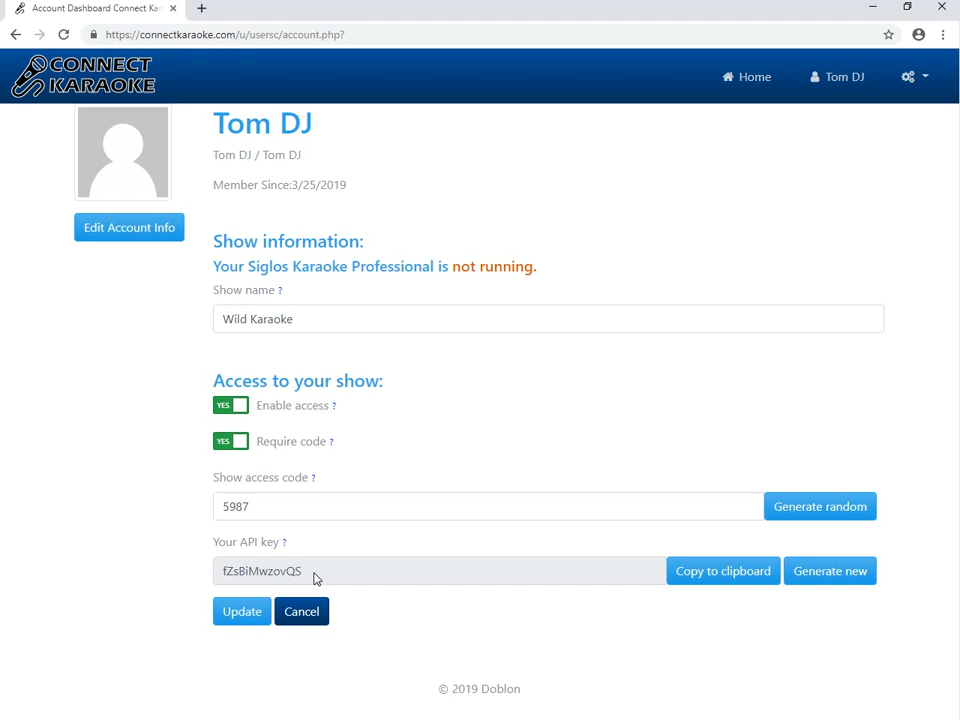 Account Dashboard Connect Kar
https://connectkaraoke.com/u/usersc/account.php?
CONNECT
KARAOKE
Home
Tom DJ
Tom DJ
Tom DJ / Tom DJ
Member Since:3/25/2019
Edit Account Info
Show information:
Your Siglos Karaoke Professional is not running.
Show name ?
Wild Karaoke
Access to your show:
YES Enable access ?
YES Require code ?
Show access code ?
5987
Generate random
Your API key ?
fZsBiMwzovQS
Copy to clipboard
Generate new
Update
Cancel
© 2019 Doblon